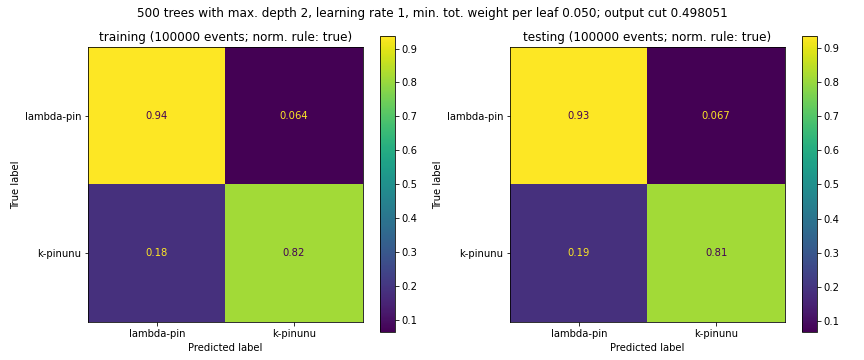 500 trees with max. depth 2, learning rate 1, min. tot. weight per leaf 0.050; output cut 0.498051
training (100000 events; norm. rule: true)
True label
lambda-pin
k-pinunu
0.94
0.064
0.18
0.82
lambda-pin
k-pinunu
Predicted label
0.9
0.8
0.7
0.6
0.5
0.4
0.3
0.2
0.1
testing (100000 events; norm. rule: true)
True label
lambda-pin
k-pinunu
0.93
0.067
0.19
0.81
lambda-pin
k-pinunu
Predicted label
0.9
0.8
0.7
0.6
0.5
0.4
0.3
0.2
0.1